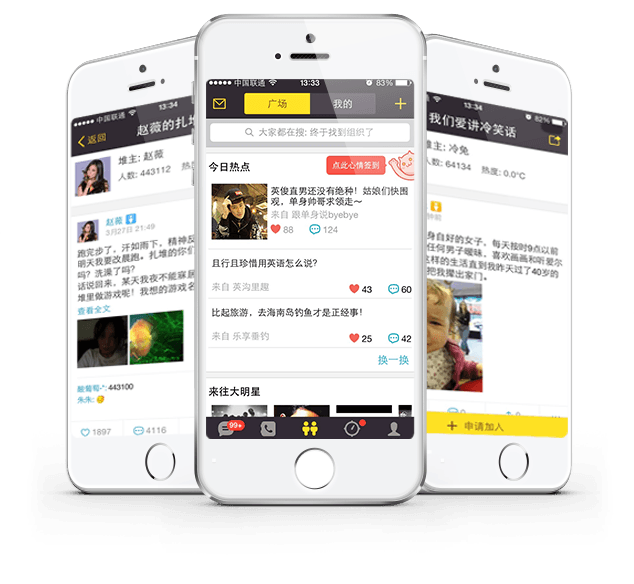 中国联通 13:34
返回 赵薇的扎堆
堆主: 赵薇
人数: 443112 热度
赵薇
3月27日 21:49
跑完步了，汗如雨下，精神反
明天我要改晨跑。扎堆的你们
吗？洗澡了吗？
话说回来，某天我夜不能寐居
堆里做游戏呢！我想的游戏名
查看全文
酸葡萄-*: 443100
朱朱:
1897 4116
中国联通 13:33 83%
广场 我的
大家都在搜: 终于找到组织了
今日热点 点此心情签到
英俊直男还没有绝种！姑娘们快围
观，单身帅哥求领走～
来自 跟单身说byebye
88 124
且行且珍惜用英语怎么说?
来自 英沟里趣 43 60
比起旅游，去海南岛钓鱼才是正经事!
来自 乐享垂钓 25 42
换一换
来往大明星
99+
13:34 82%
我们爱讲冷笑话
堆主: 冷兔
人数: 64134 热度: 0.0°C
钟前
身自好的女子，每天按时9点以前
任何男子暧昧，喜欢画画和听爱尔
这样的生活直到我昨天过了40岁的
把我撵出家门。
申请加入